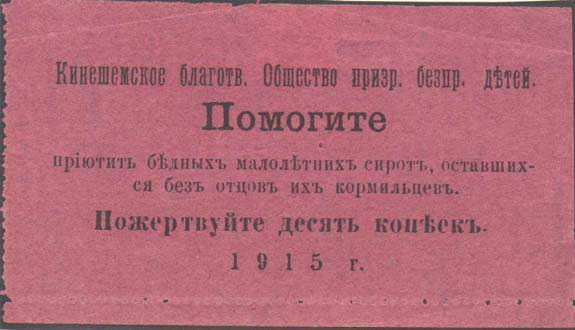 Кинешемское благотв. Общество призр. безпр. дѣтей.
Помогите
прiютить бѣдныхъ малолѣтнихъ сиротъ, оставших-
ся безъ отцовъ ихъ кормильцевъ.
Пожертвуйте десять копѣекъ.
1915 г.